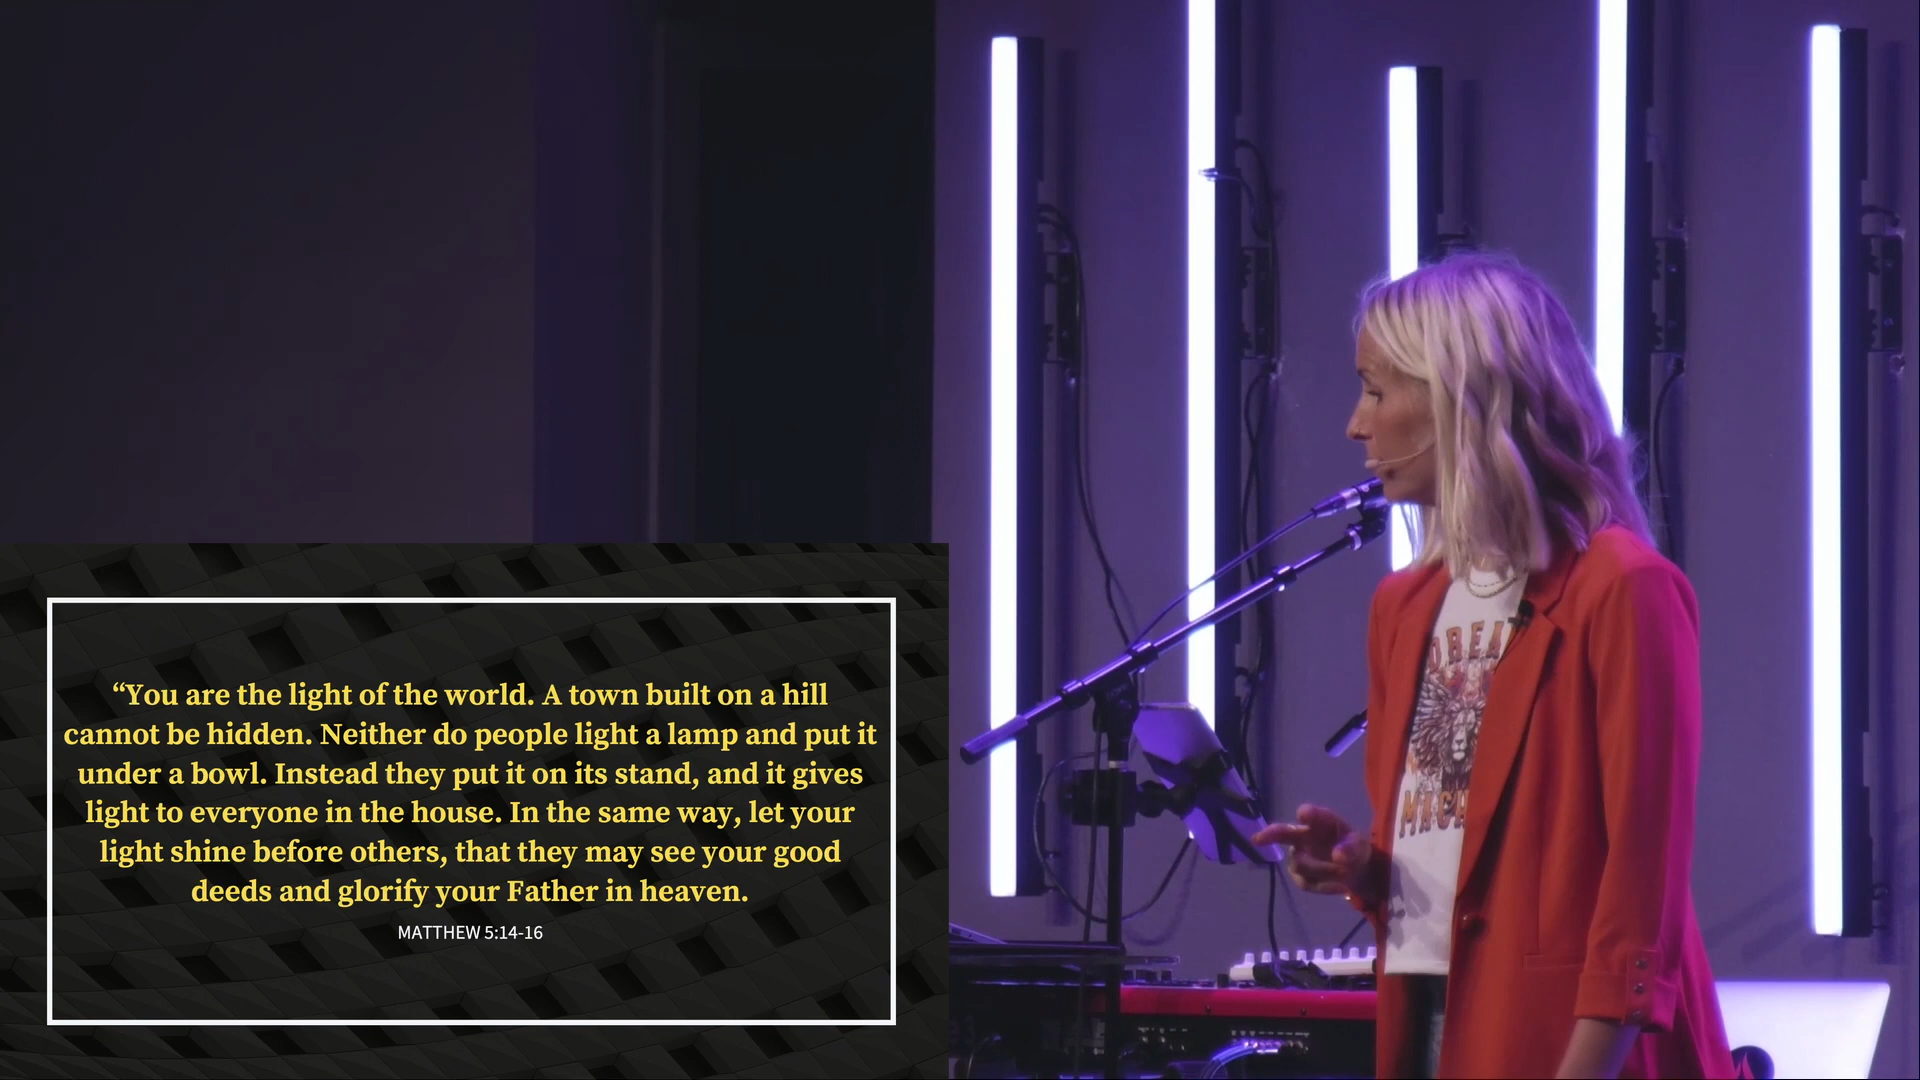 “You are the light of the world. A town built on a hill
cannot be hidden. Neither do people light a lamp and put it
under a bowl. Instead they put it on its stand, and it gives
light to everyone in the house. In the same way, let your
light shine before others, that they may see your good
deeds and glorify your Father in heaven.
MATTHEW 5:14-16